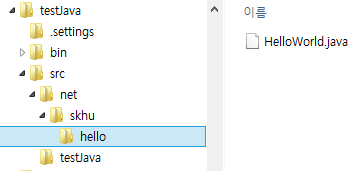 testJava
.settings
bin
src
net
skhu
hello
testJava
이름
HelloWorld.java